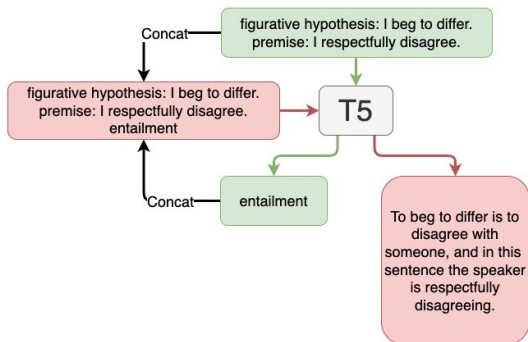 figurative hypothesis: I beg to differ.
premise: I respectfully disagree.
Concat
figurative hypothesis: I beg to differ.
premise: I respectfully disagree.
entailment
T5
Concat
entailment
To beg to differ is to
disagree with
someone, and in this
sentence the speaker
is respectfully
disagreeing.